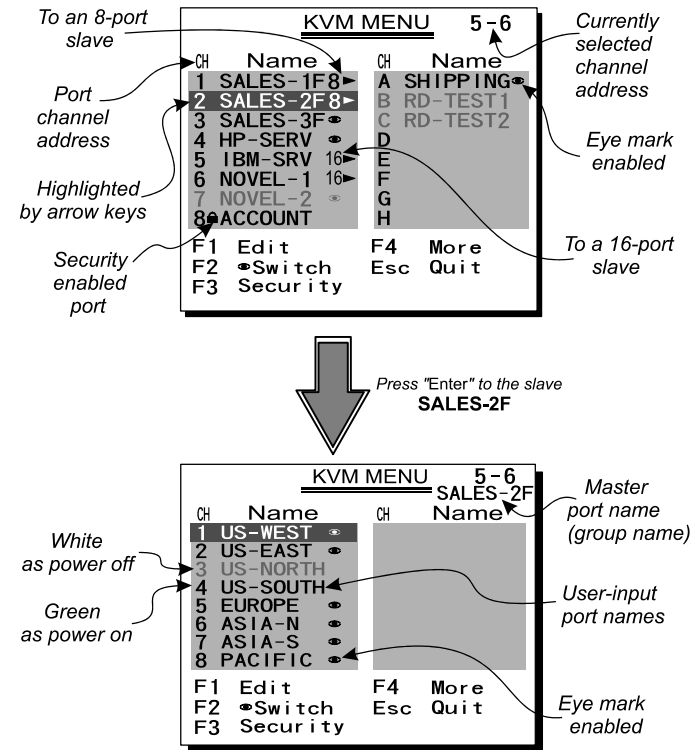 To an 8-port
slave
KVM MENU
5-6
Currently
selected
channel
address
CH Name
CH Name
Port
channel
address
1 SALES-1F 8►
2 SALES-2F 8►
3 SALES-3F
4 HP-SERV
5 IBM-SRV 16►
6 NOVEL-1 16►
7 NOVEL-2
8 ACCOUNT
A SHIPPING
B RD-TEST1
C RD-TEST2
D
E
F
G
H
Eye mark
enabled
Highlighted
by arrow keys
To a 16-port
slave
Security
enabled
port
F1 Edit
F2 Switch
F3 Security
F4 More
Esc Quit
Press "Enter" to the slave
SALES-2F
KVM MENU
5-6
SALES-2F
Master
port name
(group name)
CH Name
CH Name
White
as power off
Green
as power on
1 US-WEST
2 US-EAST
3 US-NORTH
4 US-SOUTH
5 EUROPE
6 ASIA-N
7 ASIA-S
8 PACIFIC
User-input
port names
F1 Edit
F2 Switch
F3 Security
F4 More
Esc Quit
Eye mark
enabled